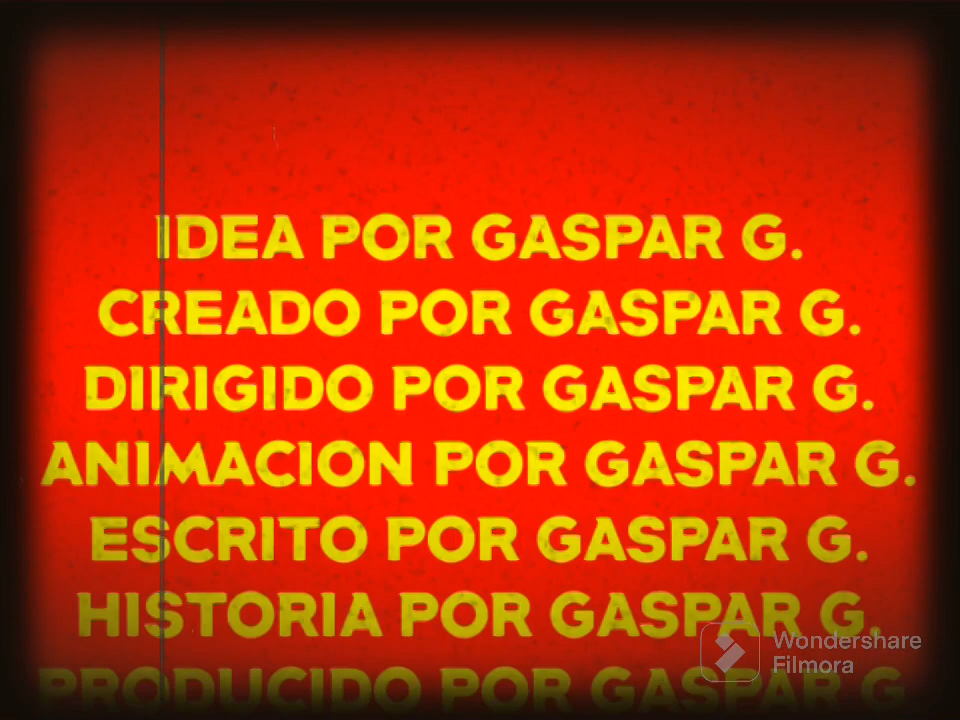 IDEA POR GASPAR G.
CREADO POR GASPAR G.
DIRIGIDO POR GASPAR G.
ANIMACION POR GASPAR G.
ESCRITO POR GASPAR G.
HISTORIA POR GASPAR G.
Wondershare
Filmora
PRODUCIDO POR GASPAR G.